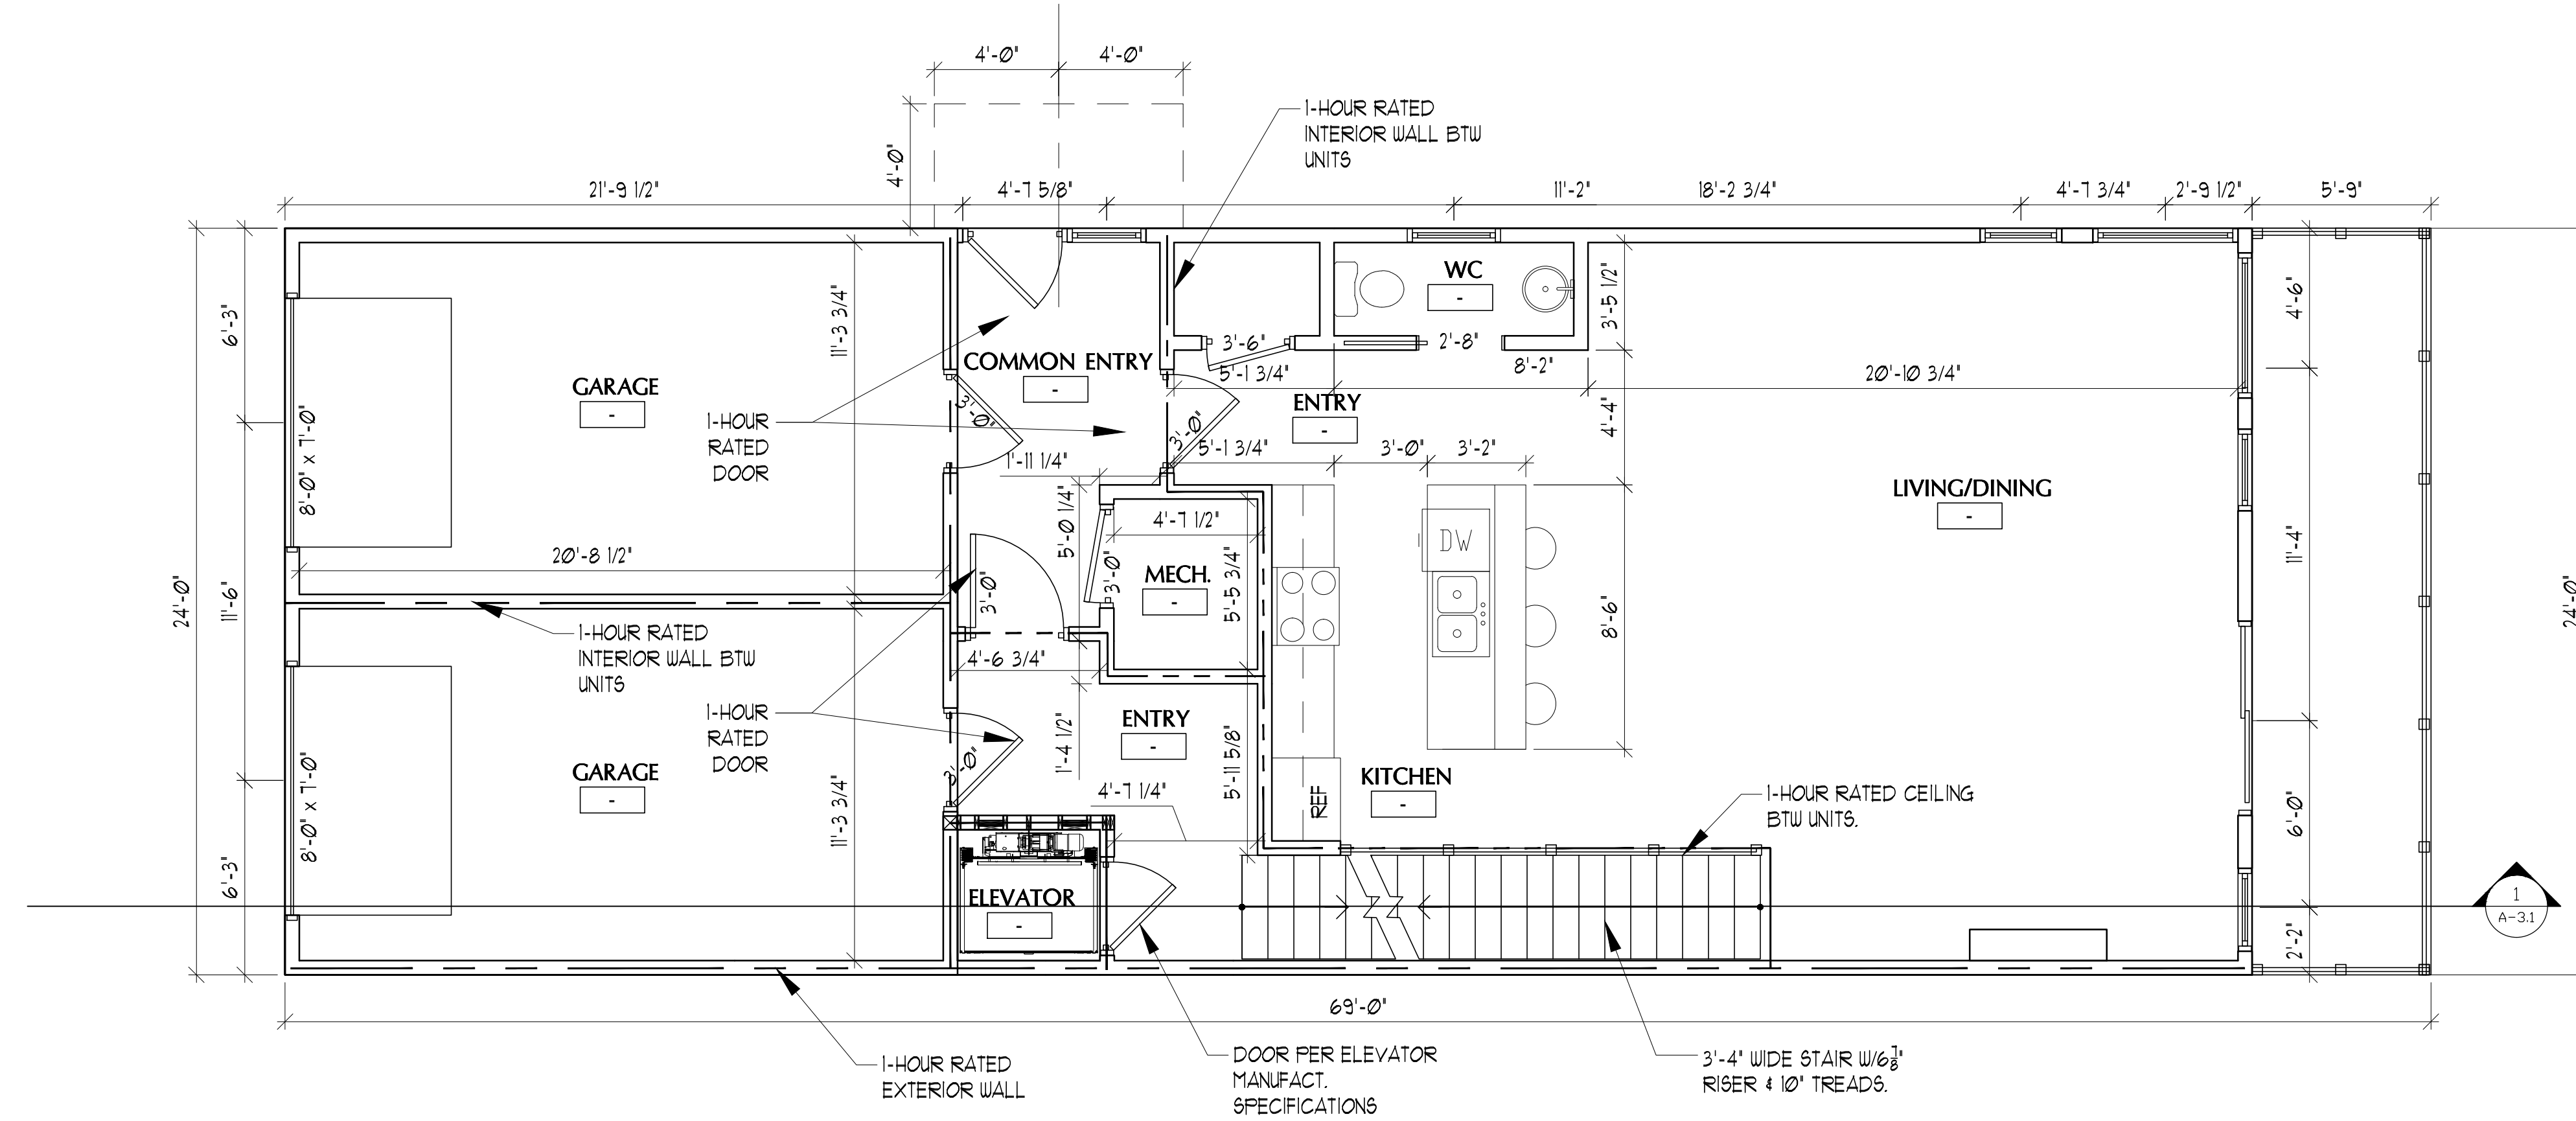 4'-0" 4'-0"
4'-0"
1-HOUR RATED
INTERIOR WALL BTW
UNITS
21'-9 1/2" 4'-7 5/8" 11'-2" 18'-2 3/4" 4'-7 3/4" 2'-9 1/2" 5'-9"
24'-0"
6'-3"
11'-6"
6'-3"
GARAGE
-
8'-0" x 7'-0"
11'-3 3/4"
20'-8 1/2"
1-HOUR
RATED
DOOR
COMMON ENTRY
-
3'-0"
3'-0"
1'-11 1/4"
WC
-
3'-6"
2'-8"
8'-2"
3'-5 1/2"
5'-1 3/4"
20'-10 3/4"
ENTRY
-
4'-4"
5'-1 3/4" 3'-0" 3'-2"
LIVING/DINING
-
4'-6"
11'-4"
6'-0"
2'-2"
24'-0"
5'-0 1/4"
4'-7 1/2"
3'-0"
3'-0"
MECH.
-
5'-5 3/4"
DW
8'-6"
1-HOUR RATED
INTERIOR WALL BTW
UNITS
4'-6 3/4"
1-HOUR
RATED
DOOR
GARAGE
-
8'-0" x 7'-0"
11'-3 3/4"
3'-0"
1'-4 1/2"
ENTRY
-
5'-11 5/8"
4'-7 1/4"
REF
KITCHEN
-
1-HOUR RATED CEILING
BTW UNITS.
ELEVATOR
-
1
A-3.1
69'-0"
1-HOUR RATED
EXTERIOR WALL
DOOR PER ELEVATOR
MANUFACT.
SPECIFICATIONS
3'-4" WIDE STAIR W/6 7/8"
RISER & 10" TREADS.